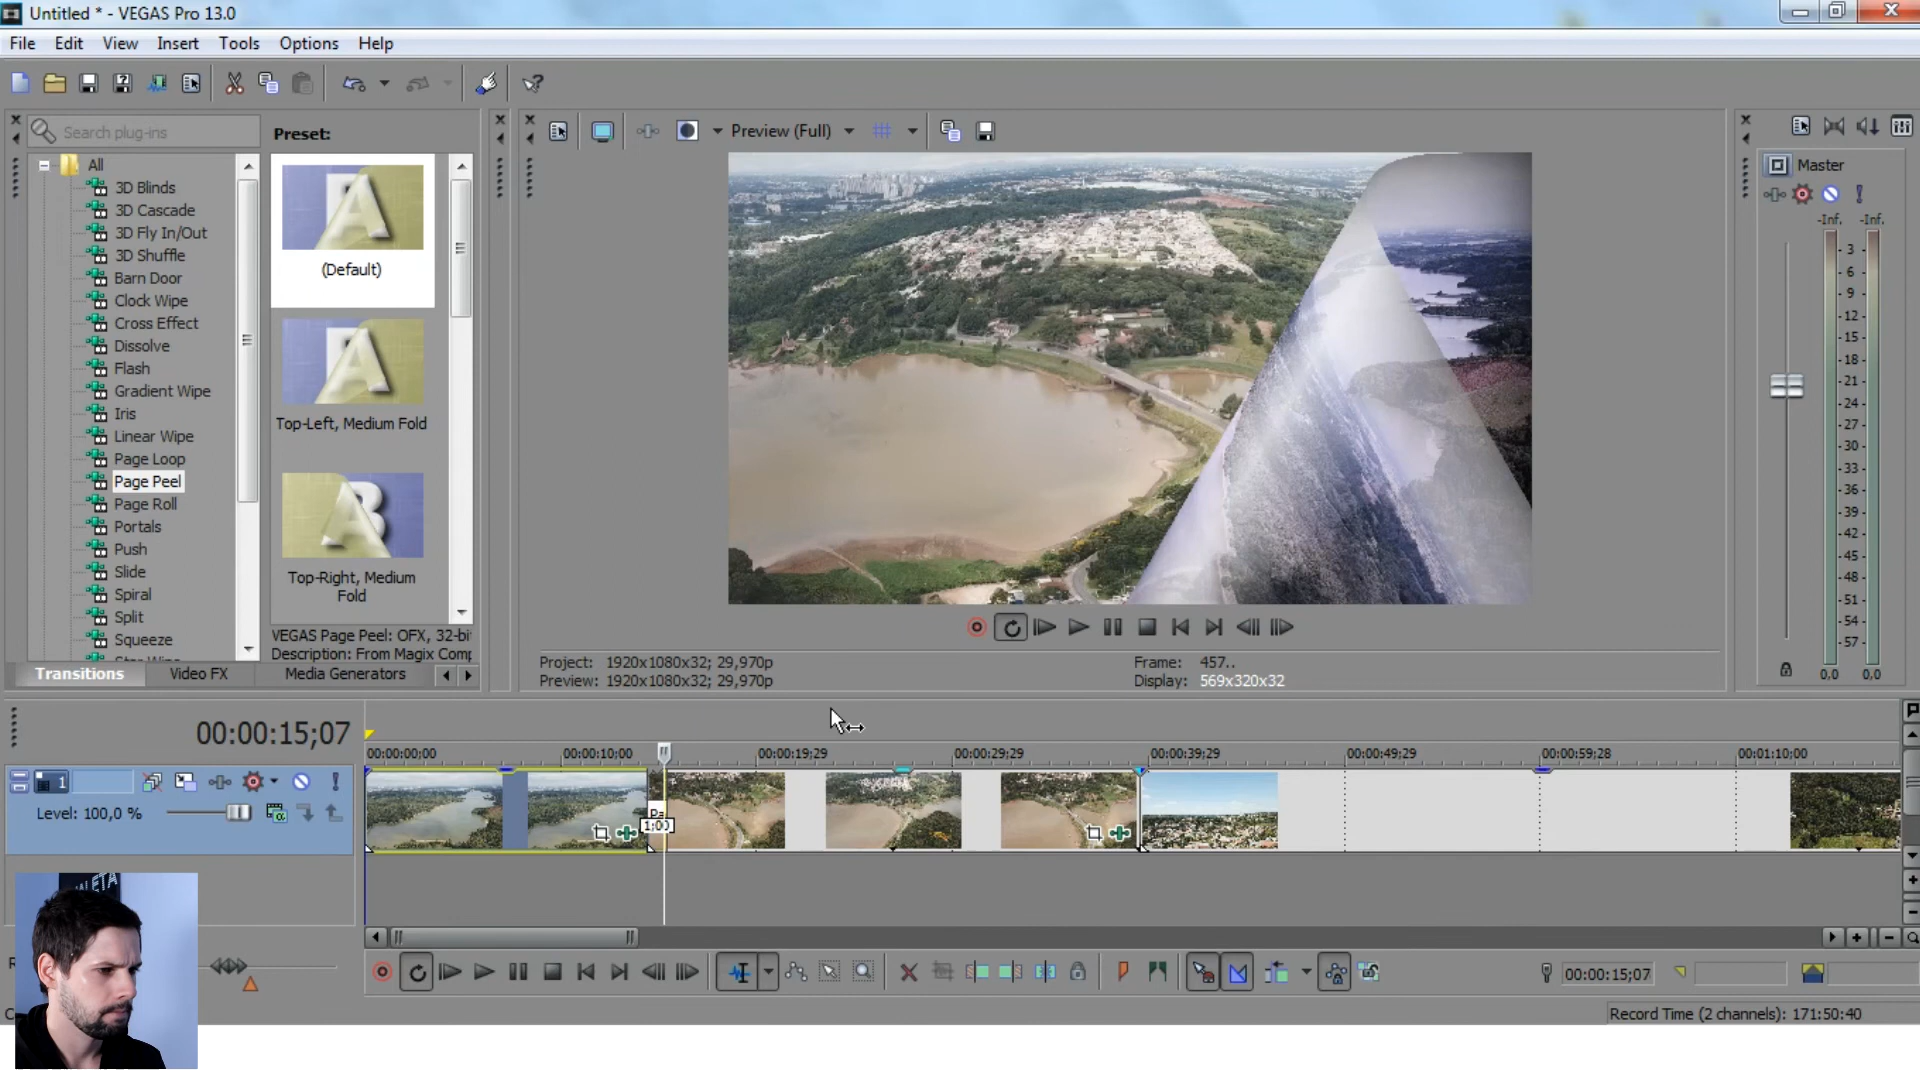 Untitled * - VEGAS Pro 13.0
File Edit View Insert Tools Options Help
Search plug-ins
Preset:
All
3D Blinds
3D Cascade
3D Fly In/Out
3D Shuffle
Barn Door
Clock Wipe
Cross Effect
Dissolve
Flash
Gradient Wipe
Iris
Linear Wipe
Page Loop
Page Peel
Page Roll
Portals
Push
Slide
Spiral
Split
Squeeze
(Default)
Top-Left, Medium Fold
Top-Right, Medium
Fold
VEGAS Page Peel: OFX, 32-bit
Description: From Magix Comp
Transitions Video FX Media Generators
Preview (Full)
Project: 1920x1080x32; 29,970p
Preview: 1920x1080x32; 29,970p
Frame: 457..
Display: 569x320x32
Master
-Inf. -Inf.
3
6
9
12
15
18
21
24
27
30
33
36
39
42
45
48
51
54
57
0,0 0,0
00:00:15;07
00:00:00;00 00:00:10;00 00:00:19;29 00:00:29;29 00:00:39;29 00:00:49;29 00:00:59;28 00:01:10;00
1
Level: 100,0 %
Pa
1;00
00:00:15;07
Record Time (2 channels): 171:50:40